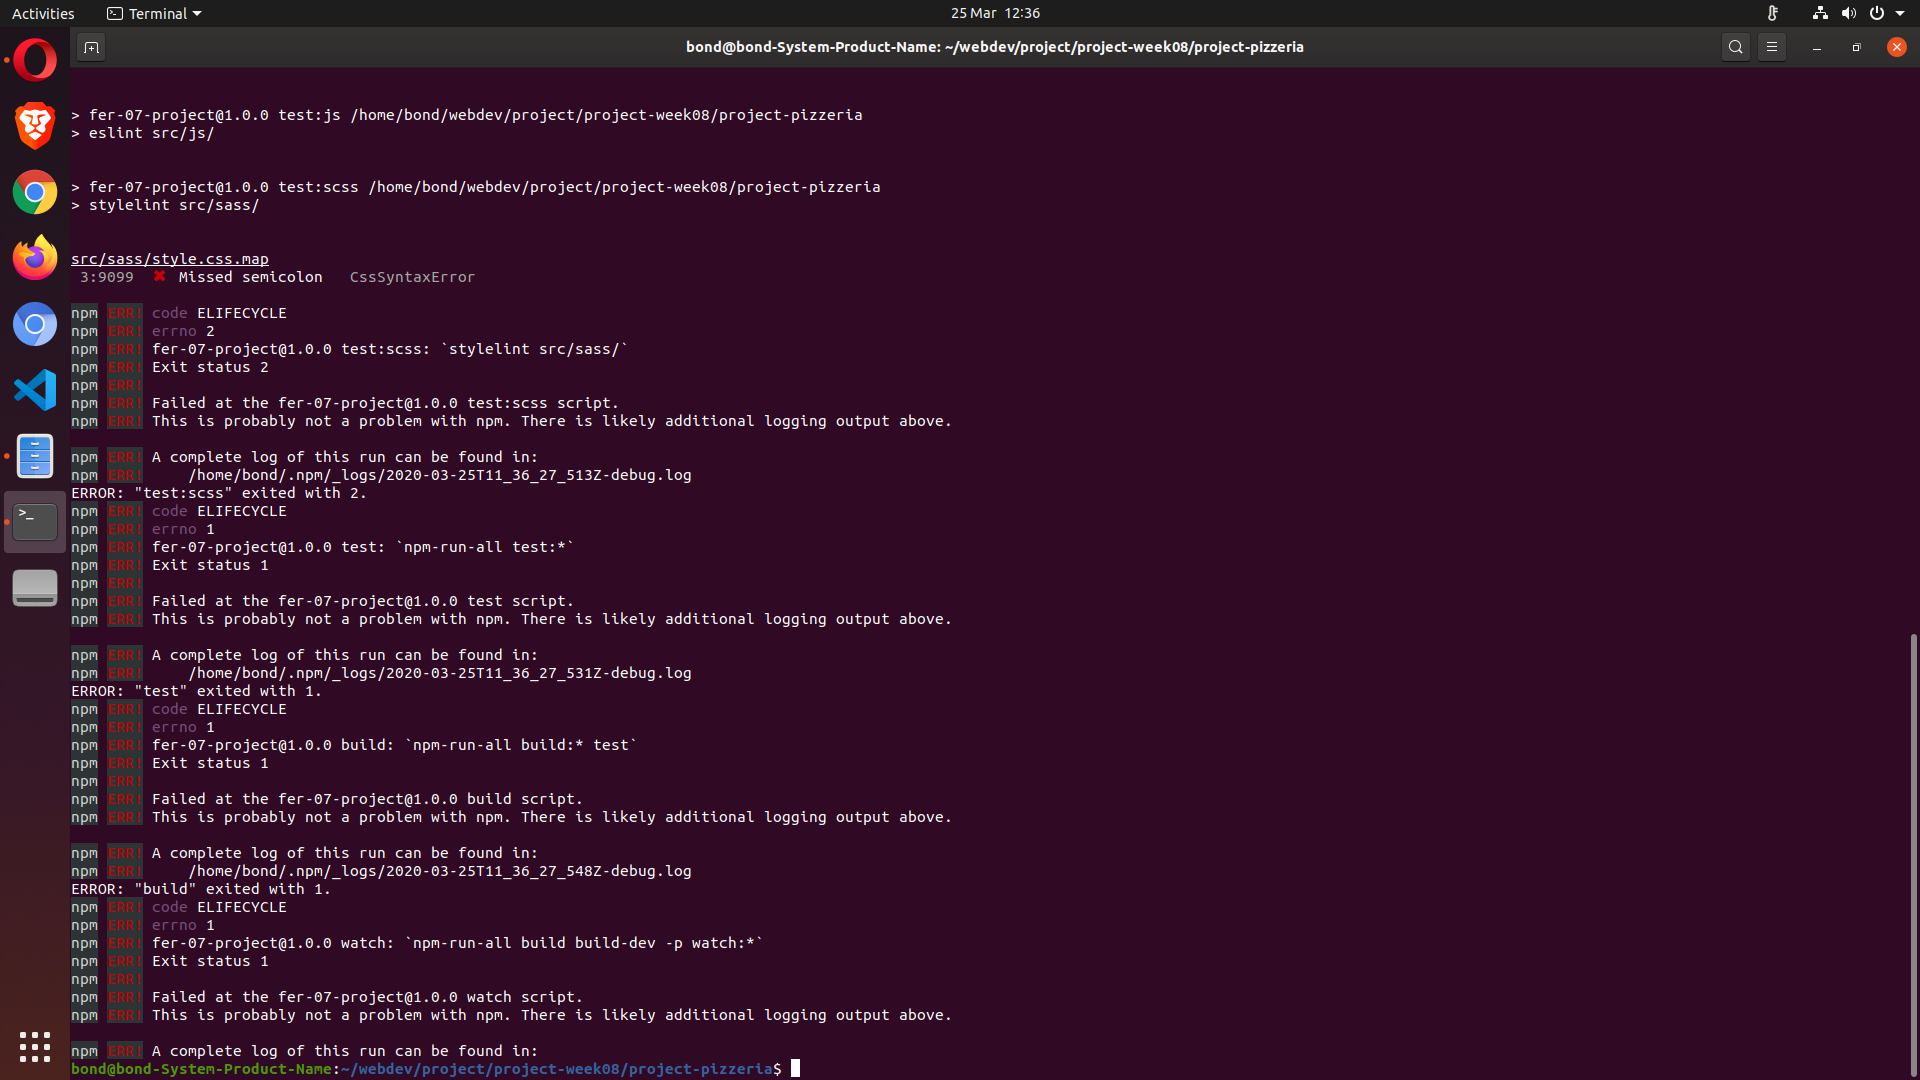 Activities
Terminal
25 Mar 12:36
bond@bond-System-Product-Name: ~/webdev/project/project-week08/project-pizzeria
> fer-07-project@1.0.0 test:js /home/bond/webdev/project/project-week08/project-pizzeria
> eslint src/js/
> fer-07-project@1.0.0 test:scss /home/bond/webdev/project/project-week08/project-pizzeria
> stylelint src/sass/
src/sass/style.css.map
3:9099 ✖ Missed semicolon CssSyntaxError
npm ERR! code ELIFECYCLE
npm ERR! errno 2
npm ERR! fer-07-project@1.0.0 test:scss: `stylelint src/sass/`
npm ERR! Exit status 2
npm ERR!
npm ERR! Failed at the fer-07-project@1.0.0 test:scss script.
npm ERR! This is probably not a problem with npm. There is likely additional logging output above.
npm ERR! A complete log of this run can be found in:
npm ERR! /home/bond/.npm/_logs/2020-03-25T11_36_27_513Z-debug.log
ERROR: "test:scss" exited with 2.
npm ERR! code ELIFECYCLE
npm ERR! errno 1
npm ERR! fer-07-project@1.0.0 test: `npm-run-all test:*`
npm ERR! Exit status 1
npm ERR!
npm ERR! Failed at the fer-07-project@1.0.0 test script.
npm ERR! This is probably not a problem with npm. There is likely additional logging output above.
npm ERR! A complete log of this run can be found in:
npm ERR! /home/bond/.npm/_logs/2020-03-25T11_36_27_531Z-debug.log
ERROR: "test" exited with 1.
npm ERR! code ELIFECYCLE
npm ERR! errno 1
npm ERR! fer-07-project@1.0.0 build: `npm-run-all build:* test`
npm ERR! Exit status 1
npm ERR!
npm ERR! Failed at the fer-07-project@1.0.0 build script.
npm ERR! This is probably not a problem with npm. There is likely additional logging output above.
npm ERR! A complete log of this run can be found in:
npm ERR! /home/bond/.npm/_logs/2020-03-25T11_36_27_548Z-debug.log
ERROR: "build" exited with 1.
npm ERR! code ELIFECYCLE
npm ERR! errno 1
npm ERR! fer-07-project@1.0.0 watch: `npm-run-all build build-dev -p watch:*`
npm ERR! Exit status 1
npm ERR!
npm ERR! Failed at the fer-07-project@1.0.0 watch script.
npm ERR! This is probably not a problem with npm. There is likely additional logging output above.
npm ERR! A complete log of this run can be found in:
bond@bond-System-Product-Name:~/webdev/project/project-week08/project-pizzeria$